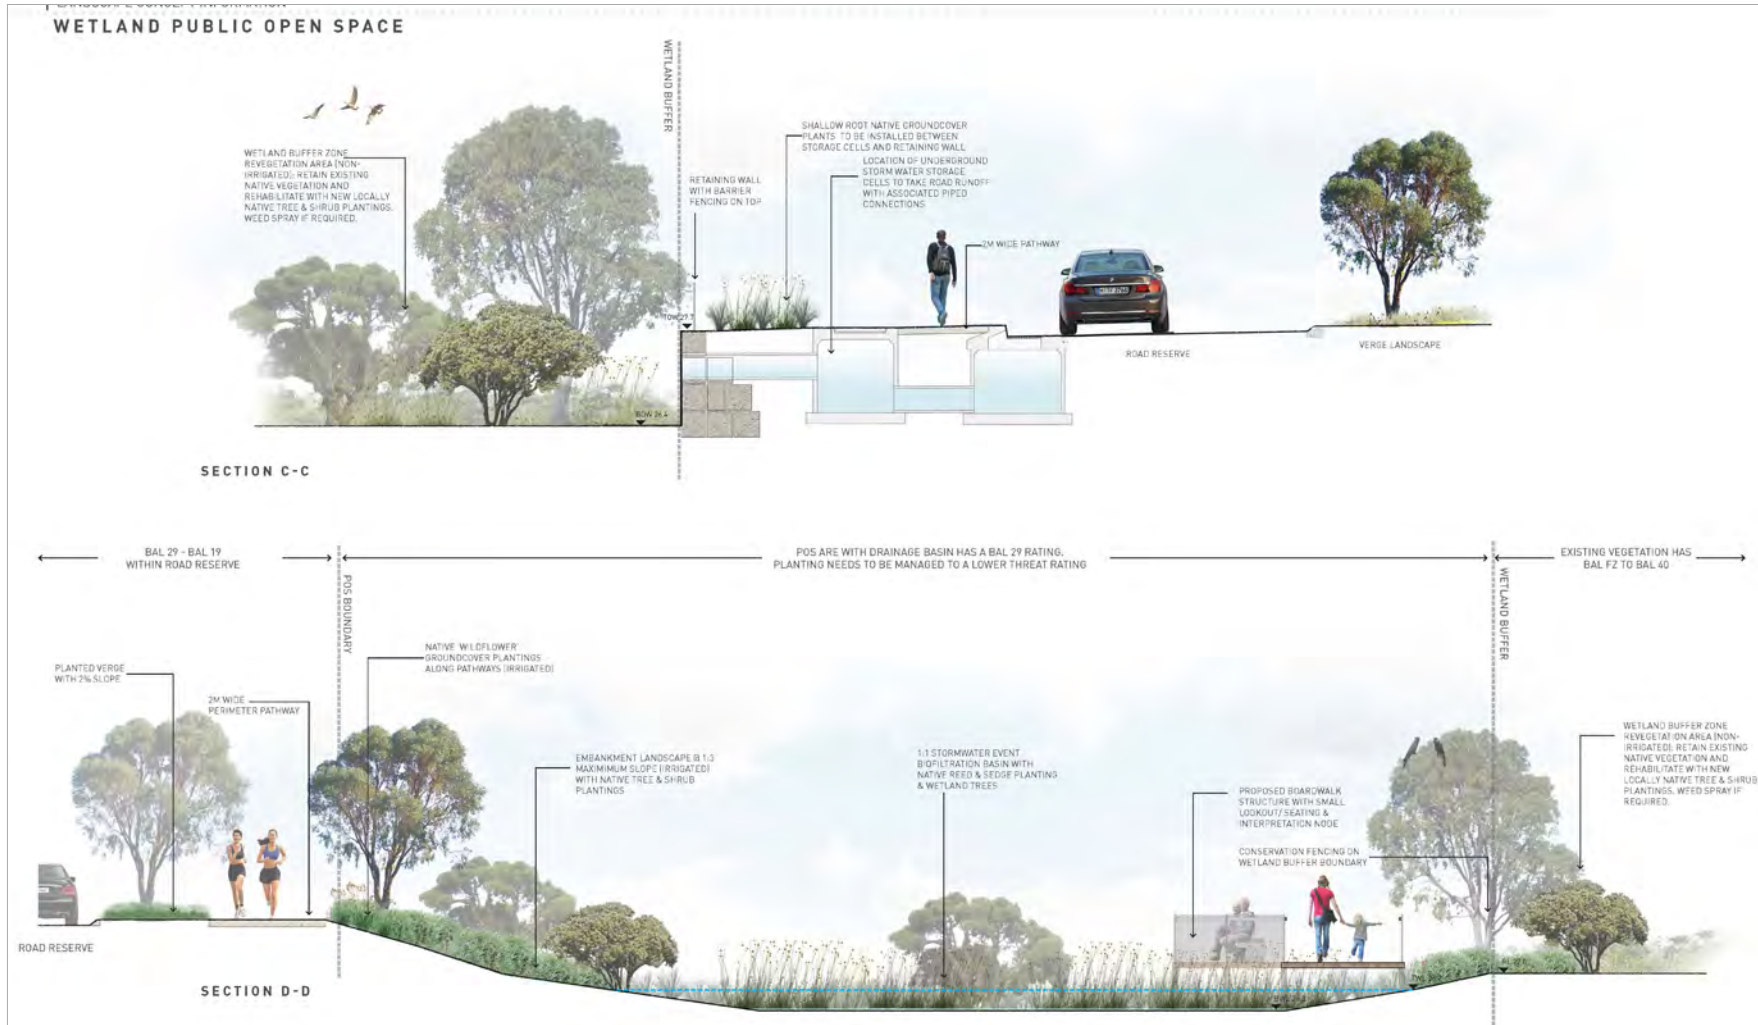 LANDSCAPE CONCEPT INFORMATION
WETLAND PUBLIC OPEN SPACE
WETLAND BUFFER
WETLAND BUFFER ZONE
REVEGETATION AREA (NON-
IRRIGATED); RETAIN EXISTING
NATIVE VEGETATION AND
REHABILITATE WITH NEW LOCALLY
NATIVE TREE & SHRUB PLANTINGS.
WEED SPRAY IF REQUIRED.
RETAINING WALL
WITH BARRIER
FENCING ON TOP
SHALLOW ROOT NATIVE GROUNDCOVER
PLANTS TO BE INSTALLED BETWEEN
STORAGE CELLS AND RETAINING WALL
LOCATION OF UNDERGROUND
STORM WATER STORAGE
CELLS TO TAKE ROAD RUNOFF
WITH ASSOCIATED PIPED
CONNECTIONS
2M WIDE PATHWAY
TOW 27.7
ROAD RESERVE
VERGE LANDSCAPE
BOW 26.4
SECTION C-C
BAL 29 - BAL 19
WITHIN ROAD RESERVE
POS ARE WITH DRAINAGE BASIN HAS A BAL 29 RATING.
PLANTING NEEDS TO BE MANAGED TO A LOWER THREAT RATING
EXISTING VEGETATION HAS
BAL FZ TO BAL 40
POS BOUNDARY
WETLAND BUFFER
PLANTED VERGE
WITH 2% SLOPE
2M WIDE
PERIMETER PATHWAY
NATIVE 'WILDFLOWER'
GROUNDCOVER PLANTINGS
ALONG PATHWAYS (IRRIGATED)
EMBANKMENT LANDSCAPE @ 1:3
MAXIMIMUM SLOPE (IRRIGATED)
WITH NATIVE TREE & SHRUB
PLANTINGS
1:1 STORMWATER EVENT
BIOFILTRATION BASIN WITH
NATIVE REED & SEDGE PLANTING
& WETLAND TREES
PROPOSED BOARDWALK
STRUCTURE WITH SMALL
LOOKOUT/ SEATING &
INTERPRETATION NODE
CONSERVATION FENCING ON
WETLAND BUFFER BOUNDARY
WETLAND BUFFER ZONE
REVEGETATION AREA (NON-
IRRIGATED); RETAIN EXISTING
NATIVE VEGETATION AND
REHABILITATE WITH NEW
LOCALLY NATIVE TREE & SHRUB
PLANTINGS. WEED SPRAY IF
REQUIRED.
ROAD RESERVE
SECTION D-D